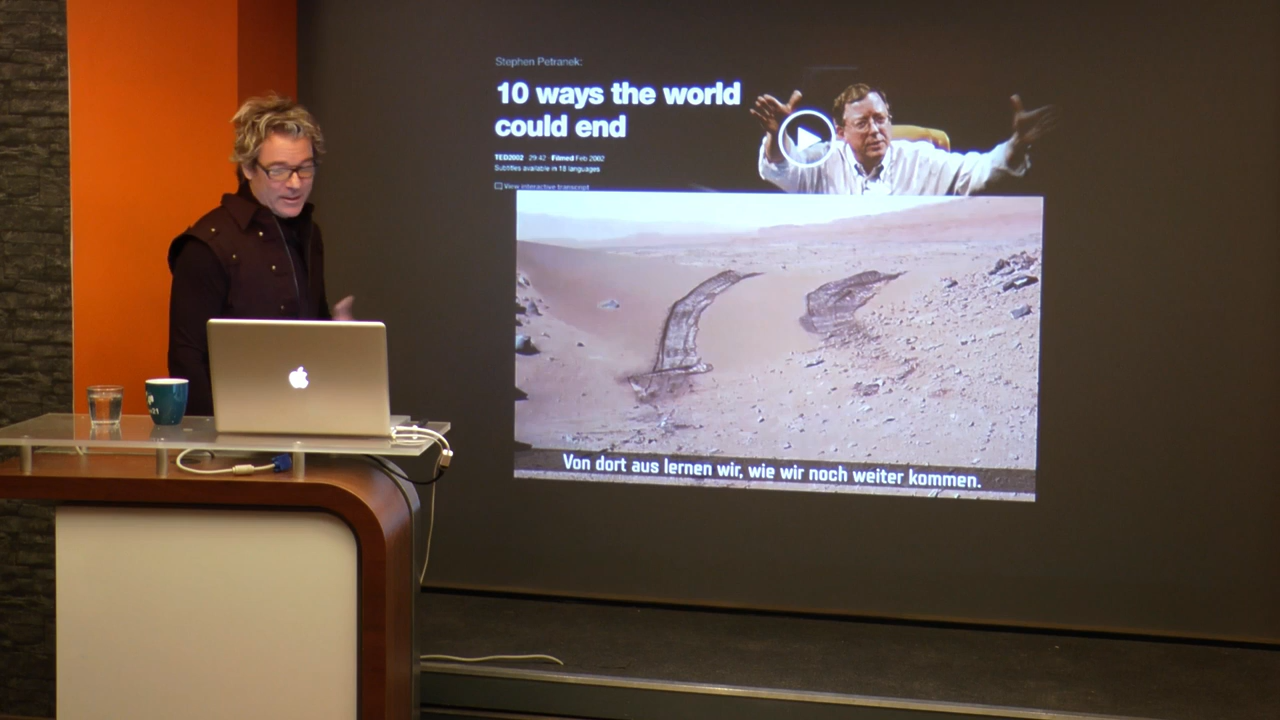 Stephen Petranek:
10 ways the world
could end
TED2002 · 29:42 · Filmed Feb 2002
Subtitles available in 18 languages
View interactive transcript
Von dort aus lernen wir, wie wir noch weiter kommen.